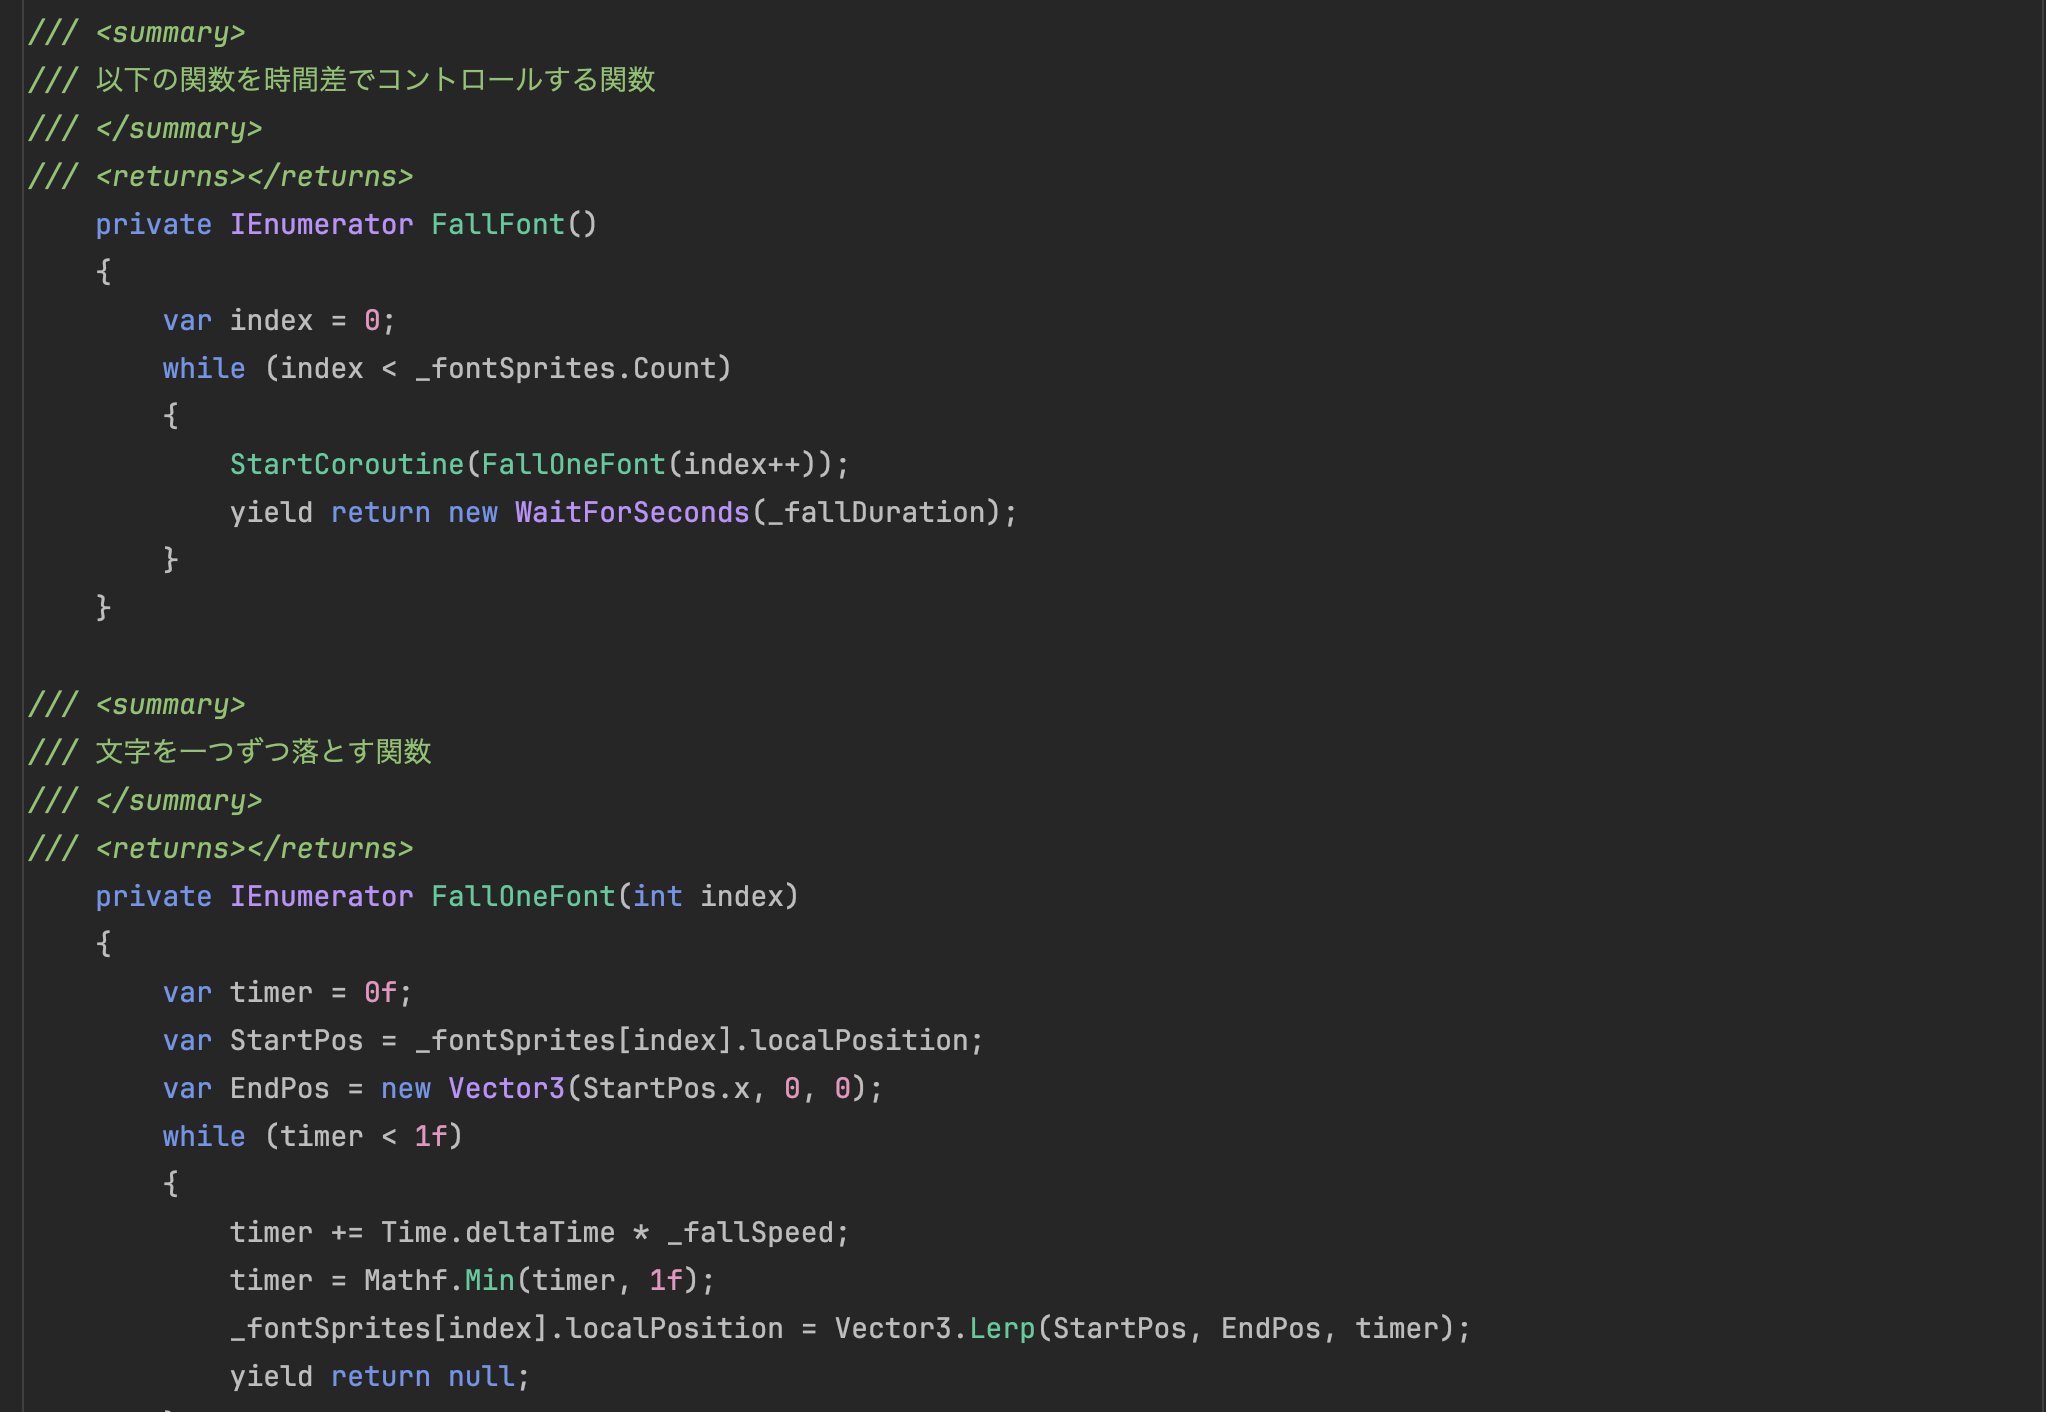 /// <summary>
/// 以下の関数を時間差でコントロールする関数
/// </summary>
/// <returns></returns>
    private IEnumerator FallFont()
    {
        var index = 0;
        while (index < _fontSprites.Count)
        {
            StartCoroutine(FallOneFont(index++));
            yield return new WaitForSeconds(_fallDuration);
        }
    }

/// <summary>
/// 文字を一つずつ落とす関数
/// </summary>
/// <returns></returns>
    private IEnumerator FallOneFont(int index)
    {
        var timer = 0f;
        var StartPos = _fontSprites[index].localPosition;
        var EndPos = new Vector3(StartPos.x, 0, 0);
        while (timer < 1f)
        {
            timer += Time.deltaTime * _fallSpeed;
            timer = Mathf.Min(timer, 1f);
            _fontSprites[index].localPosition = Vector3.Lerp(StartPos, EndPos, timer);
            yield return null;